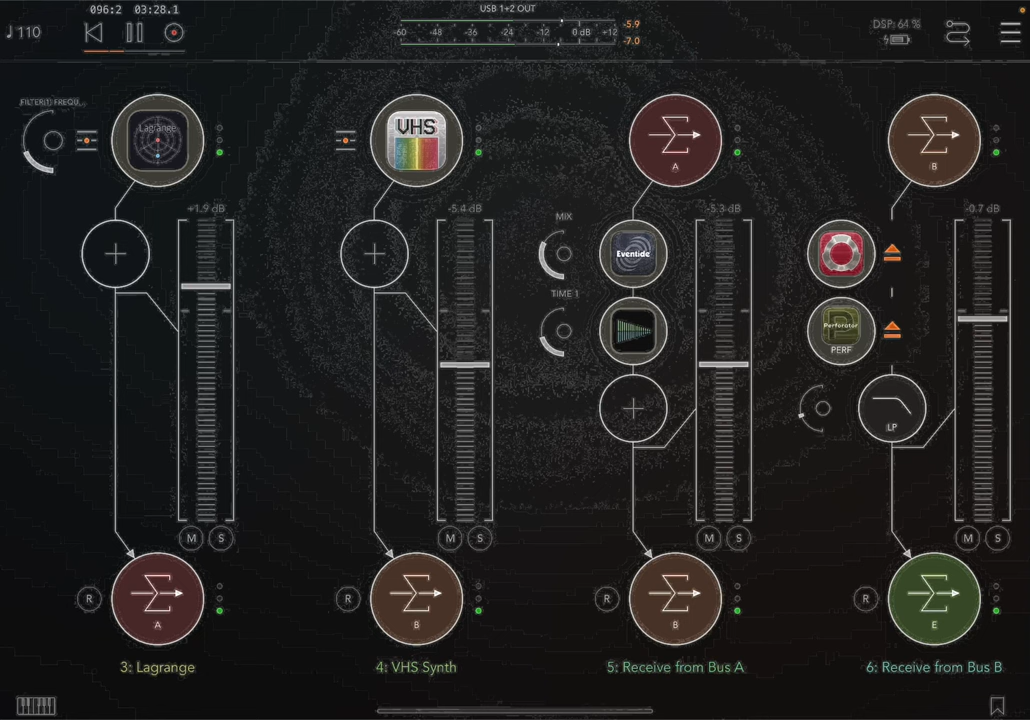 096:2 03:28.1
110
USB 1+2 OUT
-60 -48 -36 -24 -12 0 dB +12
-5.9
-7.0
DSP: 64 %
FILTER(1) FREQU...
Lagrange
VHS
A
B
+1.9 dB
-5.4 dB
MIX
-5.3 dB
-0.7 dB
Eventide
TIME 1
Perforator
PERF
LP
M S
M S
M S
M S
R
A
R
B
R
B
R
E
3: Lagrange
4: VHS Synth
5: Receive from Bus A
6: Receive from Bus B